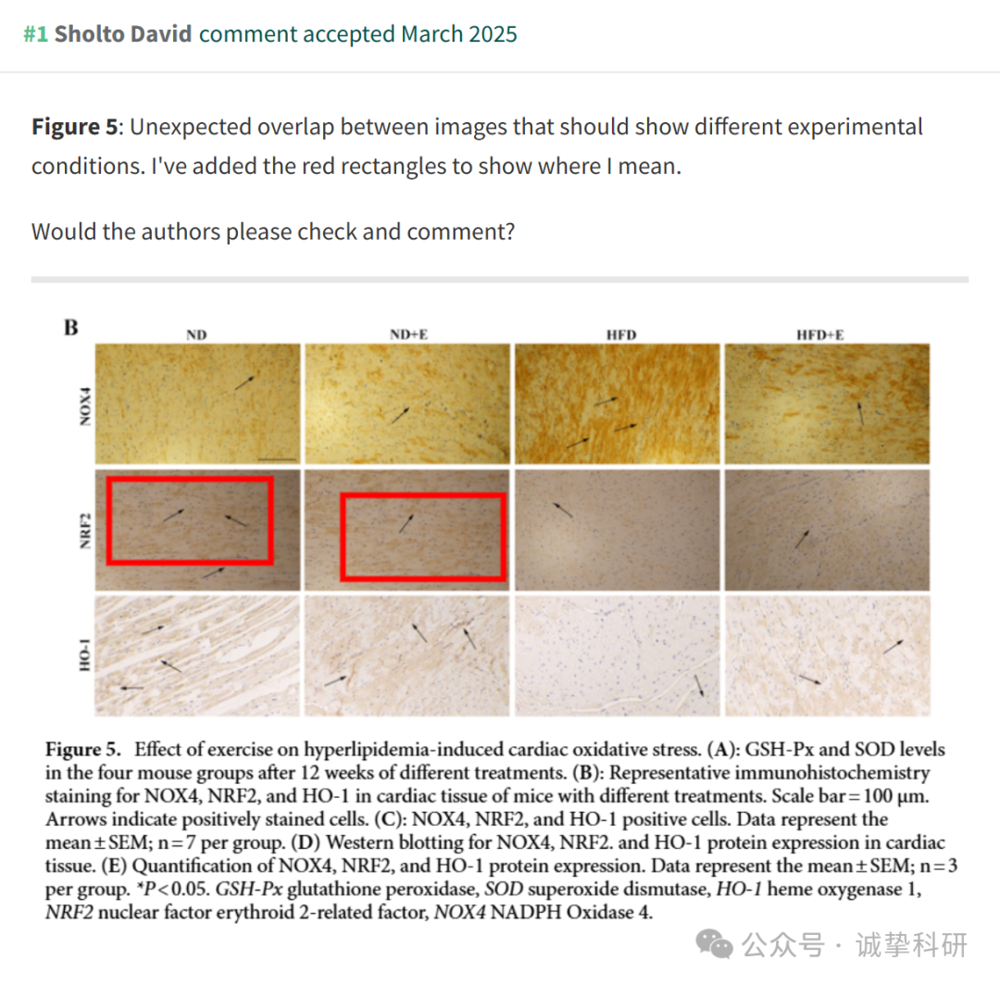 #1 Sholto David comment accepted March 2025
Figure 5: Unexpected overlap between images that should show different experimental
conditions. I've added the red rectangles to show where I mean.
Would the authors please check and comment?
B
ND ND+E HFD HFD+E
NOX4
NRF2
HO-1
Figure 5. Effect of exercise on hyperlipidemia-induced cardiac oxidative stress. (A): GSH-Px and SOD levels
in the four mouse groups after 12 weeks of different treatments. (B): Representative immunohistochemistry
staining for NOX4, NRF2, and HO-1 in cardiac tissue of mice with different treatments. Scale bar = 100 μm.
Arrows indicate positively stained cells. (C): NOX4, NRF2, and HO-1 positive cells. Data represent the
mean ± SEM; n = 7 per group. (D) Western blotting for NOX4, NRF2. and HO-1 protein expression in cardiac
tissue. (E) Quantification of NOX4, NRF2, and HO-1 protein expression. Data represent the mean ± SEM; n = 3
per group. *P < 0.05. GSH-Px glutathione peroxidase, SOD superoxide dismutase, HO-1 heme oxygenase 1,
NRF2 nuclear factor erythroid 2-related factor, NOX4 NADPH Oxidase 4.
公众号 · 诚挚科研